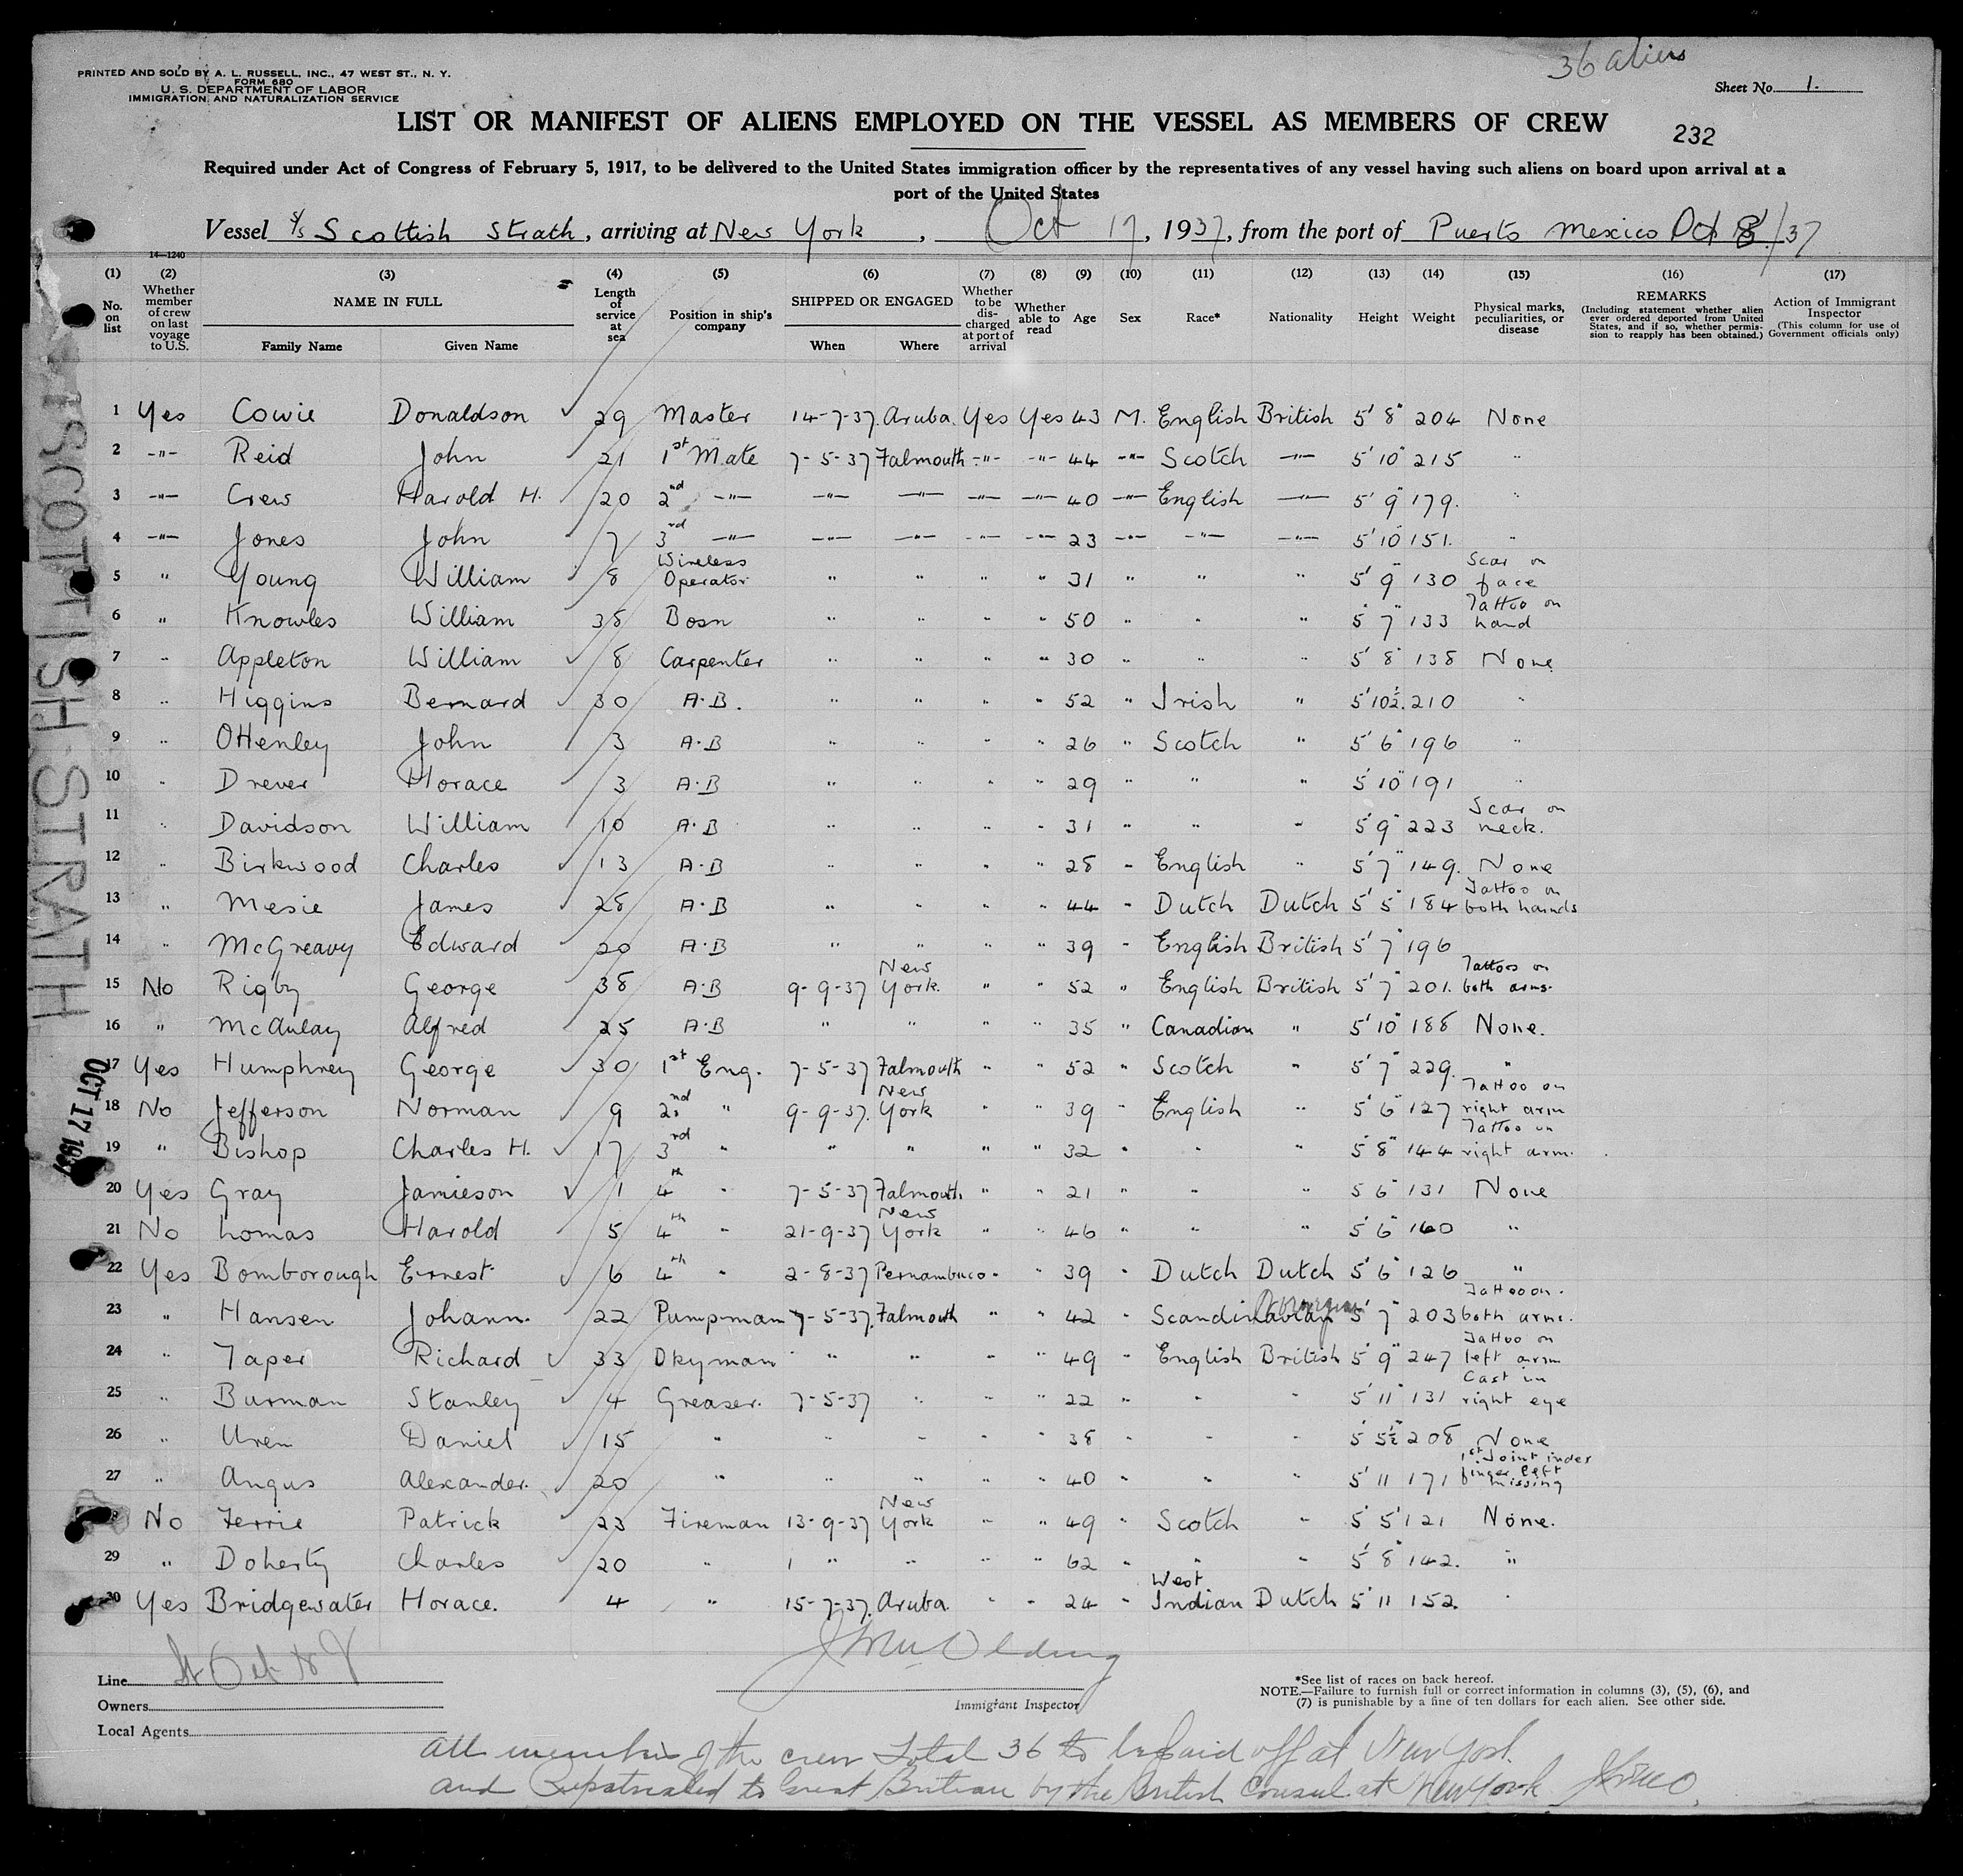 36 aliens
PRINTED AND SOLD BY A. L. RUSSELL, INC., 47 WEST ST., N. Y.
FORM 680
U. S. DEPARTMENT OF LABOR
IMMIGRATION AND NATURALIZATION SERVICE
Sheet No. 1.
LIST OR MANIFEST OF ALIENS EMPLOYED ON THE VESSEL AS MEMBERS OF CREW
232
Required under Act of Congress of February 5, 1917, to be delivered to the United States immigration officer by the representatives of any vessel having such aliens on board upon arrival at a
port of the United States
Vessel S/S Scottish Strath, arriving at New York, Oct 17, 1937, from the port of Puerto Mexico Oct 8/37
14—1240
(1) (2) (3) (4) (5) (6) (7) (8) (9) (10) (11) (12) (13) (14) (15) (16) (17)
No. on list
Whether member of crew on last voyage to U.S.
NAME IN FULL
Family Name Given Name
Length of service at sea
Position in ship's company
SHIPPED OR ENGAGED
When Where
Whether to be discharged at port of arrival
Whether able to read
Age Sex Race* Nationality Height Weight
Physical marks, peculiarities, or disease
REMARKS
(Including statement whether alien ever ordered deported from United States, and if so, whether permission to reapply has been obtained.)
Action of Immigrant Inspector
(This column for use of Government officials only)
1 Yes Cowie Donaldson 29 Master 14-7-37 Aruba. Yes Yes 43 M. English British 5' 8" 204 None
2 -"- Reid John 21 1st Mate 7-5-37 Falmouth -"- -"- 44 -"- Scotch -"- 5' 10" 215 "
3 -"- Crew Harold H. 20 2nd -"- -"- -"- -"- -"- 40 -"- English -"- 5' 9" 179. "
4 -"- Jones John 7 3rd -"- -"- -"- -"- -"- 23 -"- -"- -"- 5' 10" 151. "
5 " Young William 8 Wireless Operator " " " " 31 " " " 5' 9" 130 Scar on face
6 " Knowles William 38 Bosn " " " " 50 " " " 5' 7" 133 Tattoo on hand
7 " Appleton William 8 Carpenter " " " " 30 " " " 5' 8" 138 None
8 " Higgins Bernard 30 A.B. " " " " 52 " Irish " 5' 10½ 210 "
9 " OHenley John 3 A.B " " " " 26 " Scotch " 5' 6" 196 "
10 " Drever Horace 3 A.B " " " " 29 " " " 5' 10" 191 "
11 " Davidson William 10 A.B " " " " 31 " " " 5' 9" 223 Scar on neck.
12 " Birkwood Charles 13 A.B " " " " 28 " English " 5' 7" 149. None
13 " Mesie James 28 A.B " " " " 44 " Dutch Dutch 5' 5" 184 Tattoo on both hands
14 " McGreavy Edward 20 A.B " " " " 39 " English British 5' 7" 196
15 No Rigby George 38 A.B 9-9-37 New York. " " 52 " English British 5' 7" 201. Tattoos on both arms.
16 " McAulay Alfred 25 A.B " " " " 35 " Canadian " 5' 10" 188 None.
17 Yes Humphrey George 30 1st Eng. 7-5-37 Falmouth " " 52 " Scotch " 5' 7" 229. "
18 No Jefferson Norman 9 2nd " 9-9-37. New York " " 39 " English " 5' 6" 127 Tattoo on right arm
19 " Bishop Charles H. 17 3rd " " " " " 32 " " " 5' 8" 144 Tattoo on right arm.
20 Yes Gray Jamieson 1 4th " 7-5-37 Falmouth " " 21 " " " 5' 6" 131 None
21 No Lomas Harold 5 4th " 21-9-37 New York " " 46 " " " 5' 6" 160 "
22 Yes Bomborough Ernest 6 4th " 2-8-37 Pernambuco " " 39 " Dutch Dutch 5' 6" 126 "
23 " Hansen Johann. 22 Pumpman 7-5-37. Falmouth " " 42 " Scandinavian 5' 7" 203 Tattoo on both arms.
24 " Taper Richard 33 Dkyman " " " " 49 " English British 5' 9" 247 Tattoo on left arm
25 " Burman Stanley 4 Greaser. 7-5-37 " " " 22 " " " 5' 11" 131 Cast in right eye
26 " Uren Daniel 15 " " " " " 38 " " " 5' 5½ 208 None
27 " Angus Alexander. 20 " " " " " 40 " " " 5' 11 171 1st Joint index finger left missing
No Ferrie Patrick 23 Fireman 13-9-37 New York " " 49 " Scotch " 5' 5" 121 None.
29 " Doherty Charles 20 " " " " " 62 " " " 5' 8" 142. "
30 Yes Bridgewater Horace. 4 " 15-7-37. Aruba. " " 24 " West Indian Dutch 5' 11 152. "
SCOTTISH STRATH
OCT 17 1937
Line
Owners
Local Agents
Immigrant Inspector
*See list of races on back hereof.
NOTE.—Failure to furnish full or correct information in columns (3), (5), (6), and
(7) is punishable by a fine of ten dollars for each alien. See other side.
all members of the crew Total 36 to be paid off at New York.
and Repatriated to Great Britain by the British Consul at New York